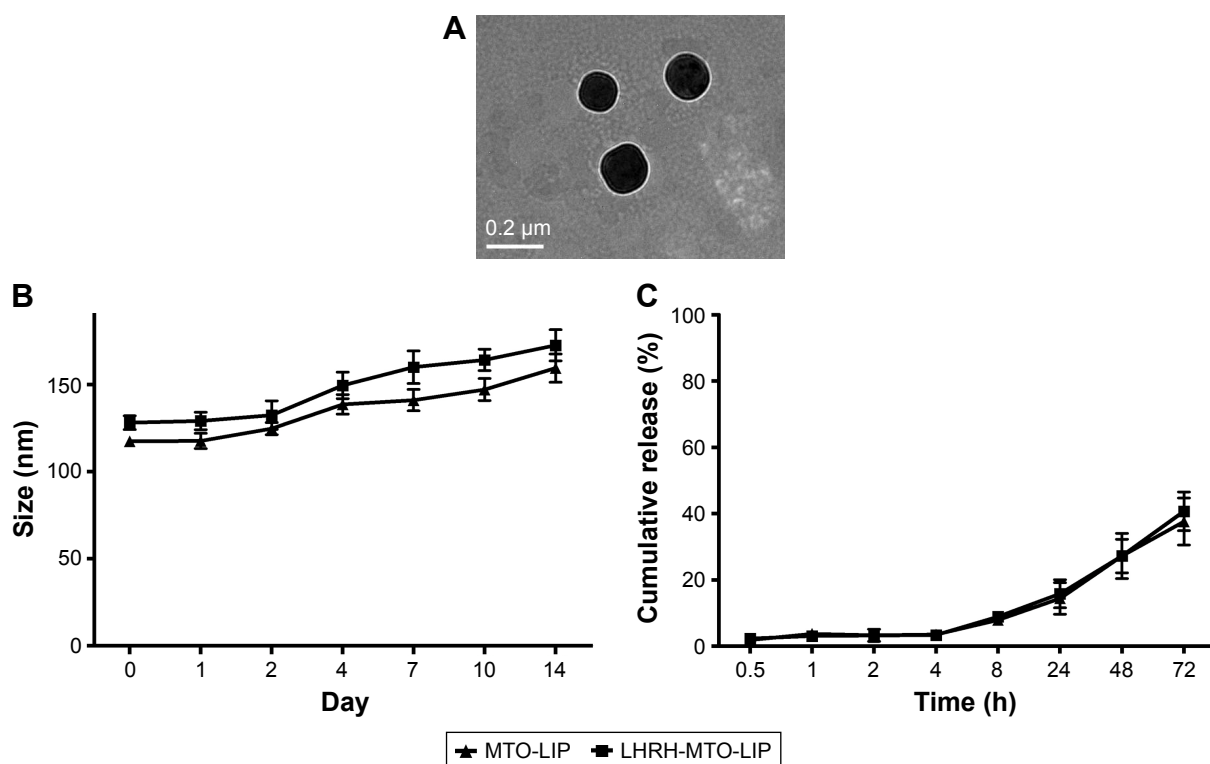 A
0.2 µm
B
Size (nm)
150
100
50
0
0 1 2 4 7 10 14
Day
C
Cumulative release (%)
100
80
60
40
20
0
0.5 1 2 4 8 24 48 72
Time (h)
MTO-LIP LHRH-MTO-LIP